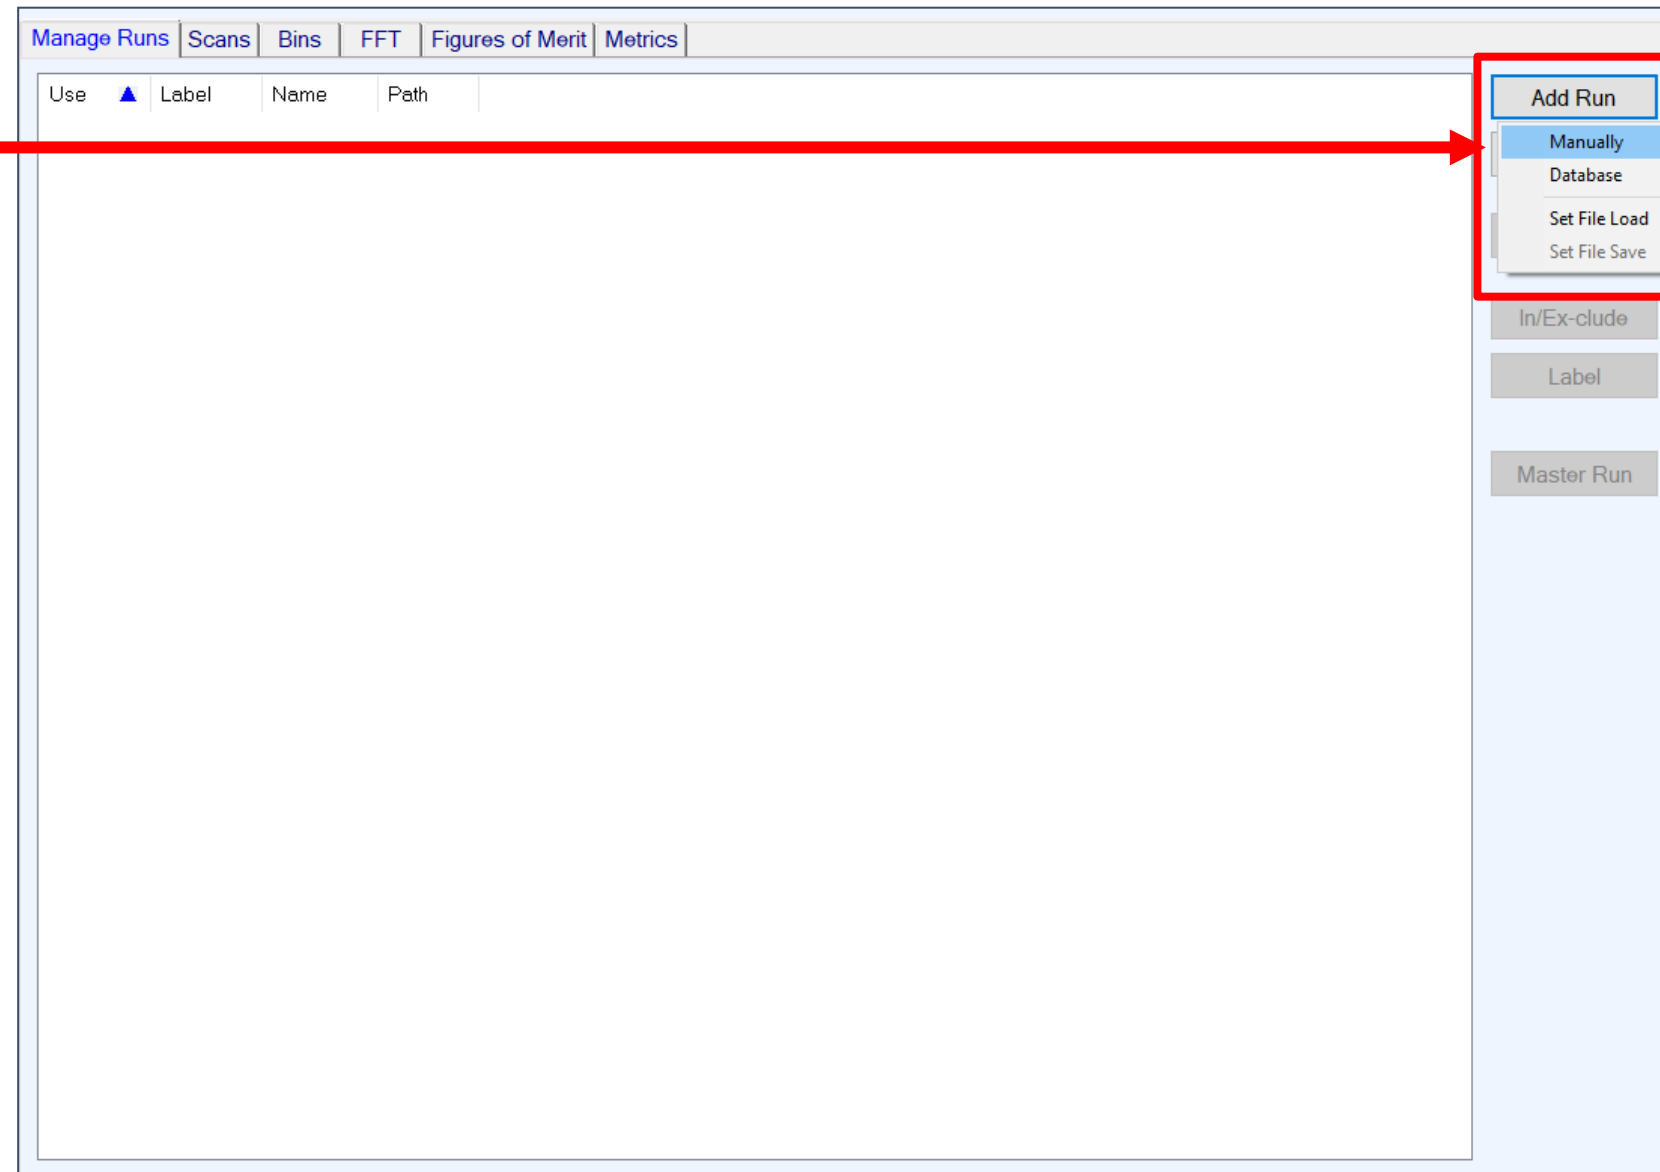 Manage Runs Scans Bins FFT Figures of Merit Metrics
Use Label Name Path
Add Run
Manually
Database
Set File Load
Set File Save
In/Ex-clude
Label
Master Run